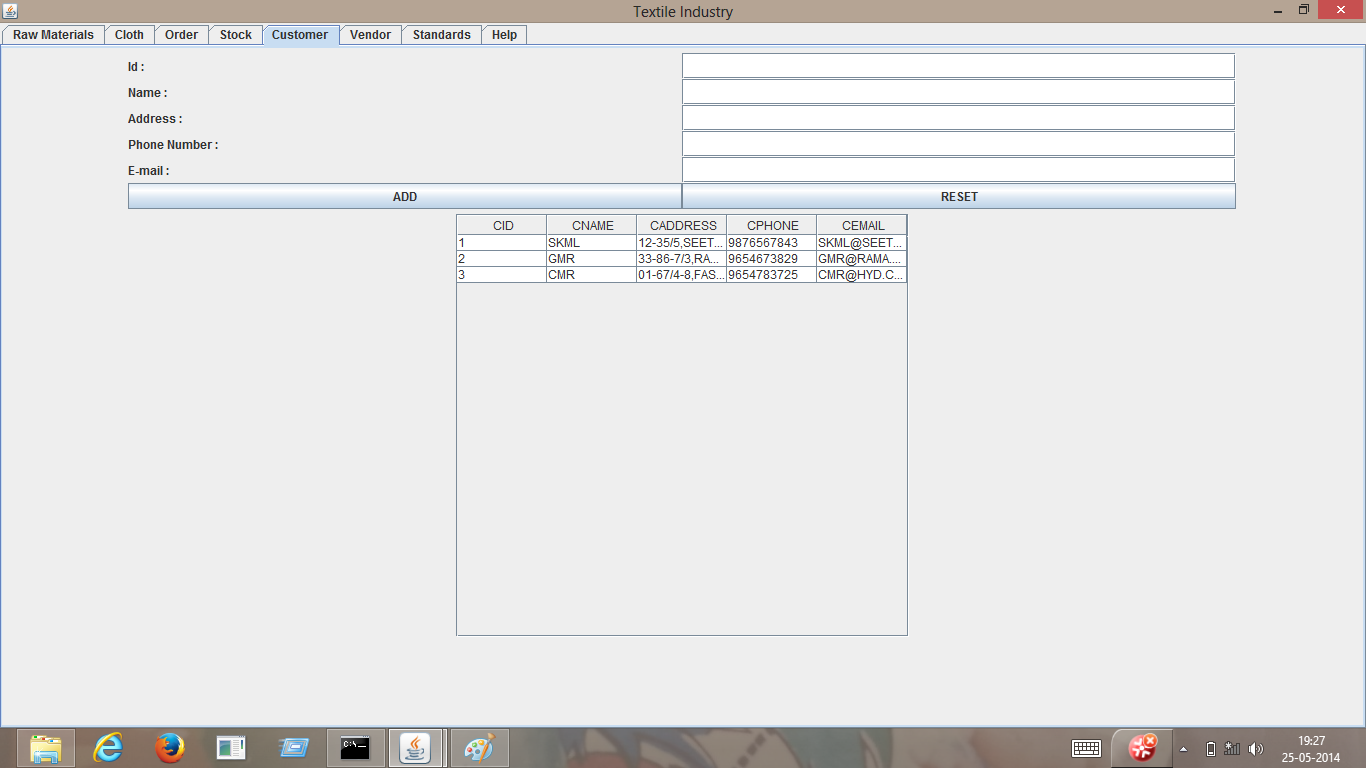 Textile Industry
Raw Materials Cloth Order Stock Customer Vendor Standards Help
Id :
Name :
Address :
Phone Number :
E-mail :
ADD RESET
CID CNAME CADDRESS CPHONE CEMAIL
1 SKML 12-35/5,SEET... 9876567843 SKML@SEET...
2 GMR 33-86-7/3,RA... 9654673829 GMR@RAMA....
3 CMR 01-67/4-8,FAS... 9654783725 CMR@HYD.C...
C:\_
19:27
25-05-2014